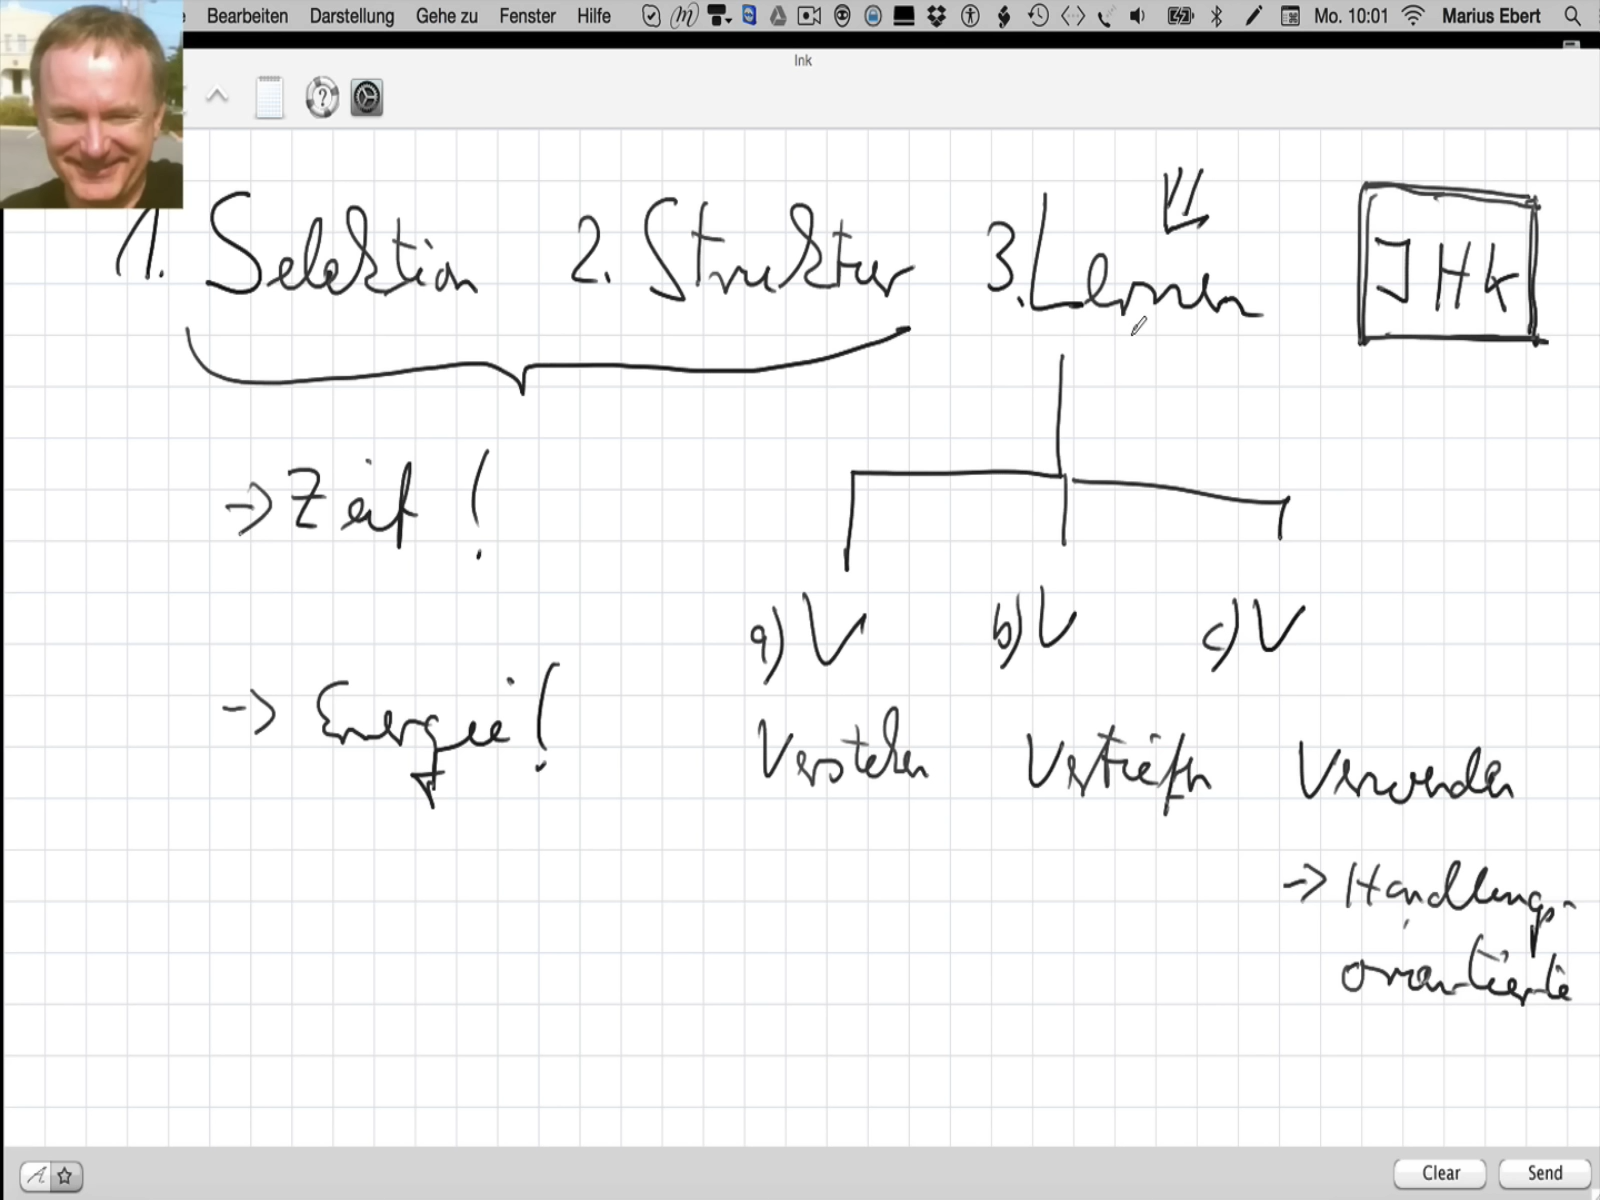 Bearbeiten Darstellung Gehe zu Fenster Hilfe Mo. 10:01 Marius Ebert
Ink
1. Selektion 2. Struktur 3. Lernen IHK
→ Zeit!
a) V b) V c) V
→ Energie!
Verstehen Vertiefen Verwenden
→ Handlungs-
orientierte
Clear Send